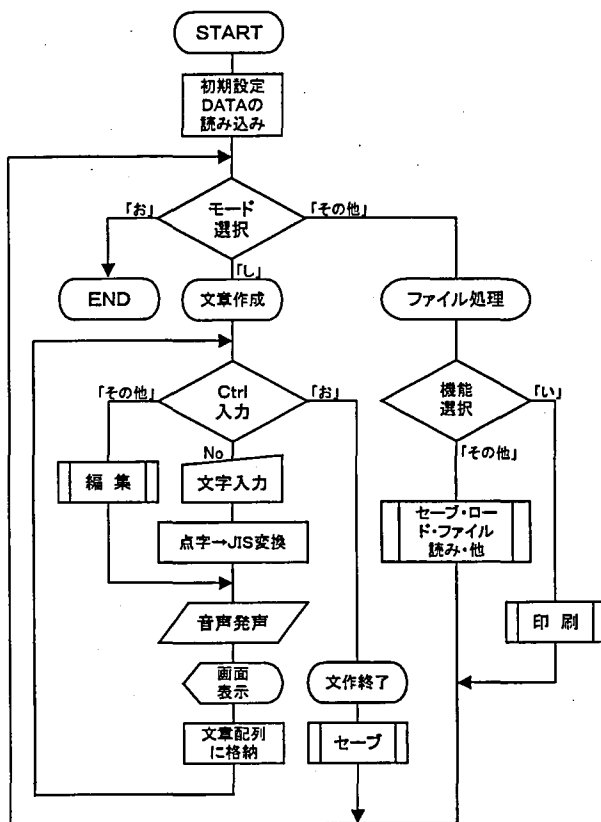 START
初期設定
DATAの
読み込み
モード
選択
「お」
「その他」
「し」
END
文章作成
ファイル処理
Ctrl
入力
「その他」
「お」
No
機能
選択
「い」
「その他」
編 集
文字入力
点字→JIS変換
セーブ・ロー
ド・ファイル
読み・他
音声発声
印 刷
画面
表示
文作終了
文章配列
に格納
セーブ